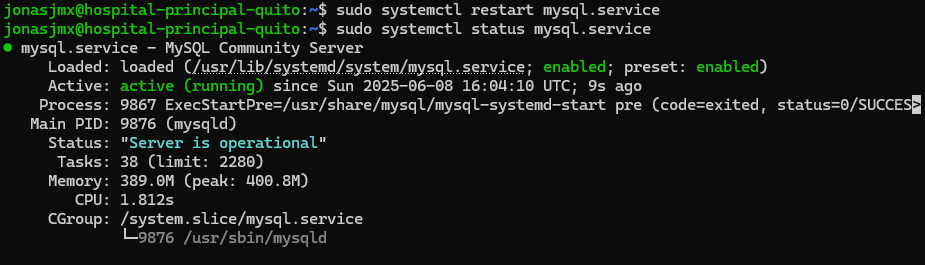 jonasjmx@hospital-principal-quito:~$ sudo systemctl restart mysql.service
jonasjmx@hospital-principal-quito:~$ sudo systemctl status mysql.service
● mysql.service - MySQL Community Server
     Loaded: loaded (/usr/lib/systemd/system/mysql.service; enabled; preset: enabled)
     Active: active (running) since Sun 2025-06-08 16:04:10 UTC; 9s ago
    Process: 9867 ExecStartPre=/usr/share/mysql/mysql-systemd-start pre (code=exited, status=0/SUCCES>
   Main PID: 9876 (mysqld)
     Status: "Server is operational"
      Tasks: 38 (limit: 2280)
     Memory: 389.0M (peak: 400.8M)
        CPU: 1.812s
     CGroup: /system.slice/mysql.service
             └─9876 /usr/sbin/mysqld